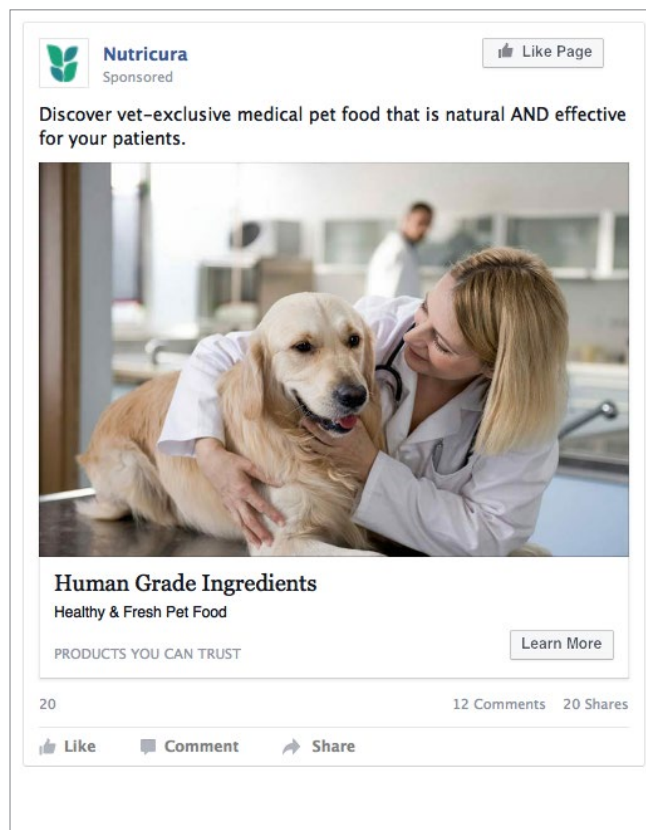 Nutricura
Sponsored
Like Page
Discover vet-exclusive medical pet food that is natural AND effective
for your patients.
Human Grade Ingredients
Healthy & Fresh Pet Food
PRODUCTS YOU CAN TRUST
Learn More
20
12 Comments 20 Shares
Like Comment Share